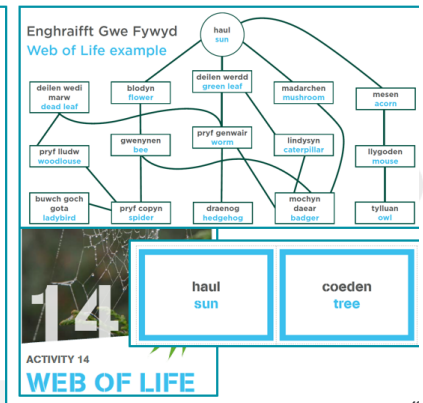 Enghraifft Gwe Fywyd
Web of Life example
haul
sun
deilen wedi
marw
dead leaf
blodyn
flower
deilen werdd
green leaf
madarchen
mushroom
mesen
acorn
pryf lludw
woodlouse
gwenynen
bee
pryf genwair
worm
lindysyn
caterpillar
llygoden
mouse
buwch goch
gota
ladybird
pryf copyn
spider
draenog
hedgehog
mochyn
daear
badger
tylluan
owl
14
haul
sun
coeden
tree
ACTIVITY 14
WEB OF LIFE